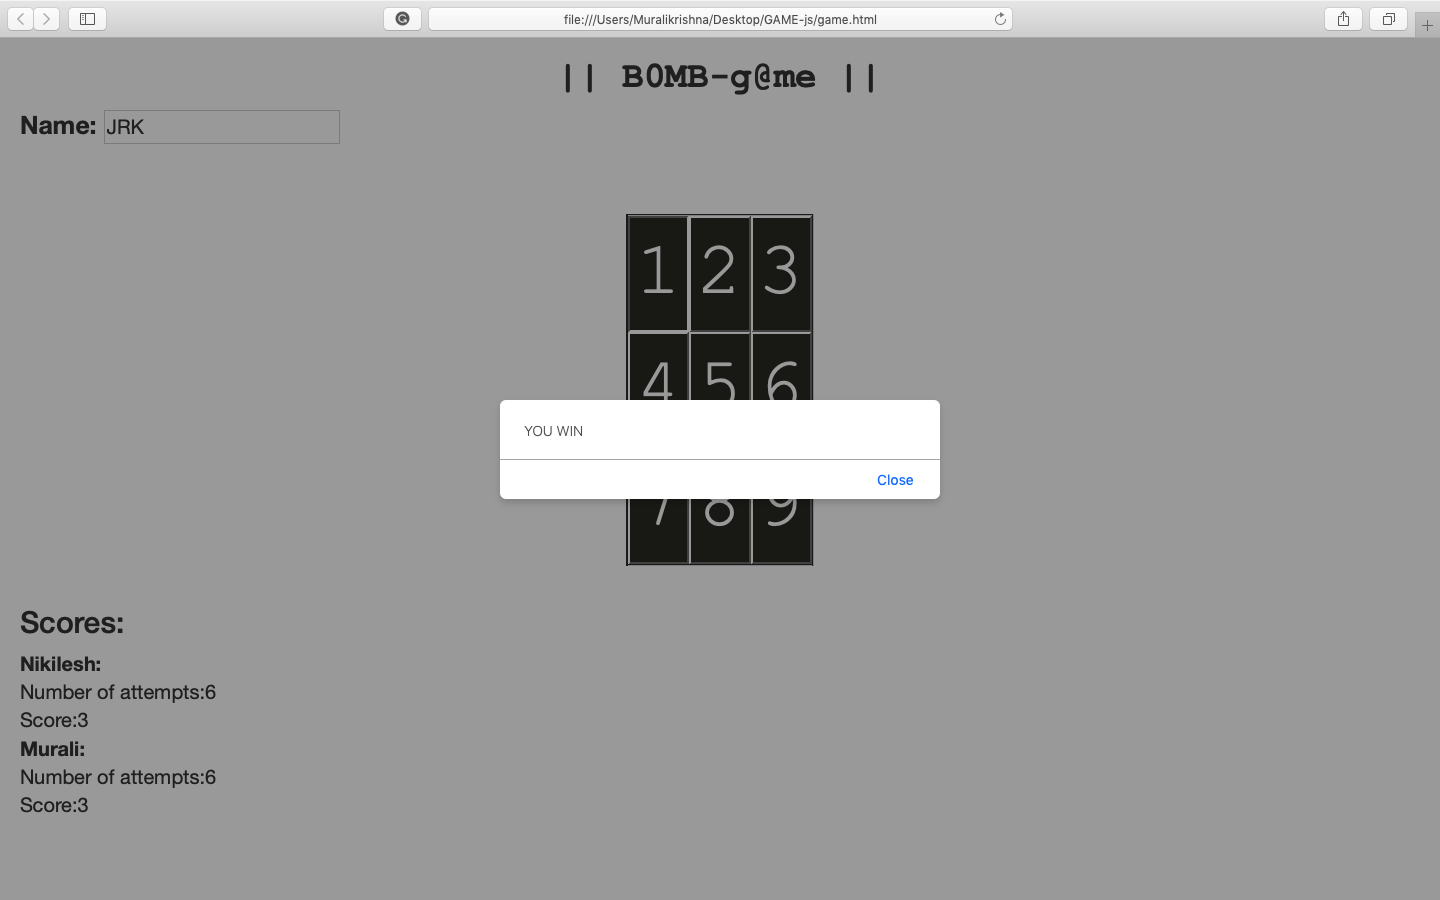 file:///Users/Muralikrishna/Desktop/GAME-js/game.html
|| B0MB-g@me ||
Name: JRK
1 2 3
4 5 6
YOU WIN
Close
7 8 9
Scores:
Nikilesh:
Number of attempts:6
Score:3
Murali:
Number of attempts:6
Score:3